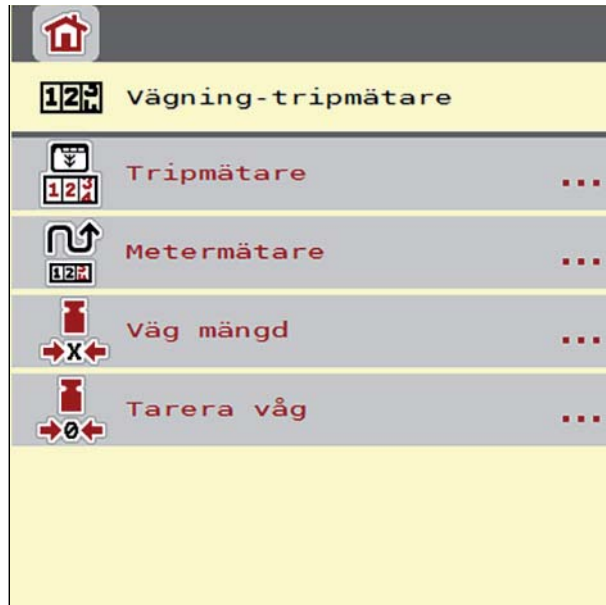 Vägning-tripmätare
Tripmätare ...
Metermätare ...
Väg mängd ...
Tarera våg ...